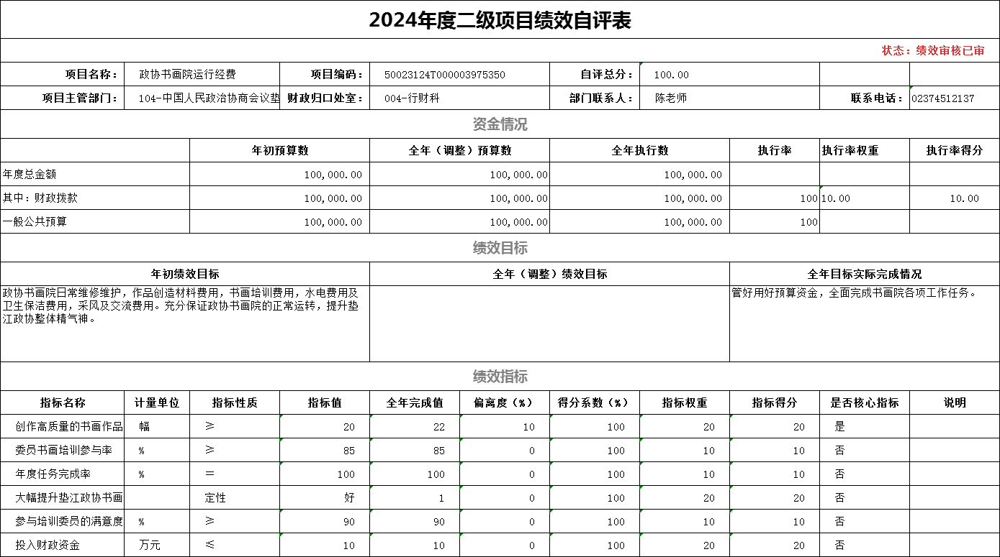 2024年度二级项目绩效自评表
状态：绩效审核已审
项目名称： 政协书画院运行经费 项目编码： 50023124T000003975350 自评总分： 100.00
项目主管部门： 104-中国人民政治协商会议垫 财政归口处室： 004-行财科 部门联系人： 陈老师 联系电话： 02374512137
资金情况
年初预算数 全年（调整）预算数 全年执行数 执行率 执行率权重 执行率得分
年度总金额 100,000.00 100,000.00 100,000.00
其中：财政拨款 100,000.00 100,000.00 100,000.00 100 10.00 10.00
一般公共预算 100,000.00 100,000.00 100,000.00 100
绩效目标
年初绩效目标 全年（调整）绩效目标 全年目标实际完成情况
政协书画院日常维修维护，作品创造材料费用，书画培训费用，水电费用及
卫生保洁费用，采风及交流费用。充分保证政协书画院的正常运转，提升垫
江政协整体精气神。
管好用好预算资金，全面完成书画院各项工作任务。
绩效指标
指标名称 计量单位 指标性质 指标值 全年完成值 偏离度（%） 得分系数（%） 指标权重 指标得分 是否核心指标 说明
创作高质量的书画作品 幅 ≥ 20 22 10 100 20 20 是
委员书画培训参与率 % ≥ 85 85 0 100 10 10 否
年度任务完成率 % ＝ 100 100 0 100 10 10 否
大幅提升垫江政协书画 定性 好 1 0 100 20 20 否
参与培训委员的满意度 % ≥ 90 90 0 100 10 10 否
投入财政资金 万元 ≤ 10 10 0 100 20 20 否